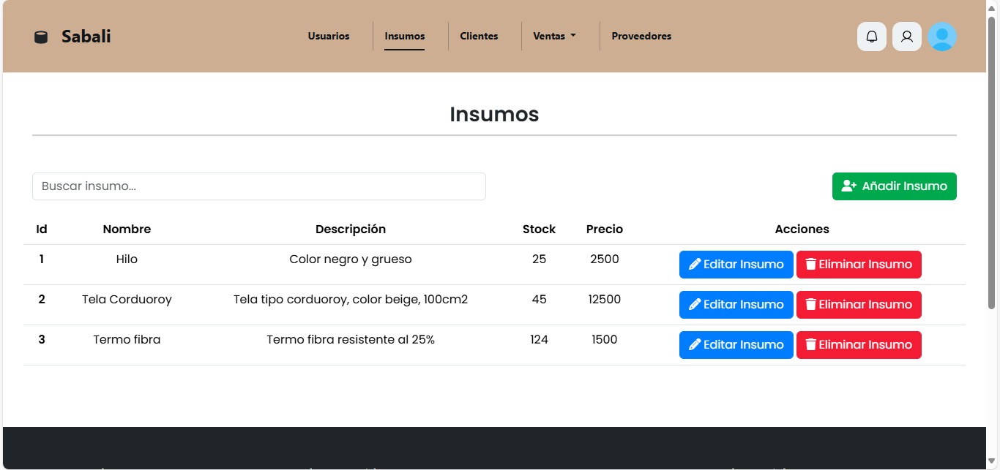 Sabali
Usuarios Insumos Clientes Ventas Proveedores
Insumos
Buscar insumo...
Añadir Insumo
Id Nombre Descripción Stock Precio Acciones
1 Hilo Color negro y grueso 25 2500 Editar Insumo Eliminar Insumo
2 Tela Corduoroy Tela tipo corduoroy, color beige, 100cm2 45 12500 Editar Insumo Eliminar Insumo
3 Termo fibra Termo fibra resistente al 25% 124 1500 Editar Insumo Eliminar Insumo